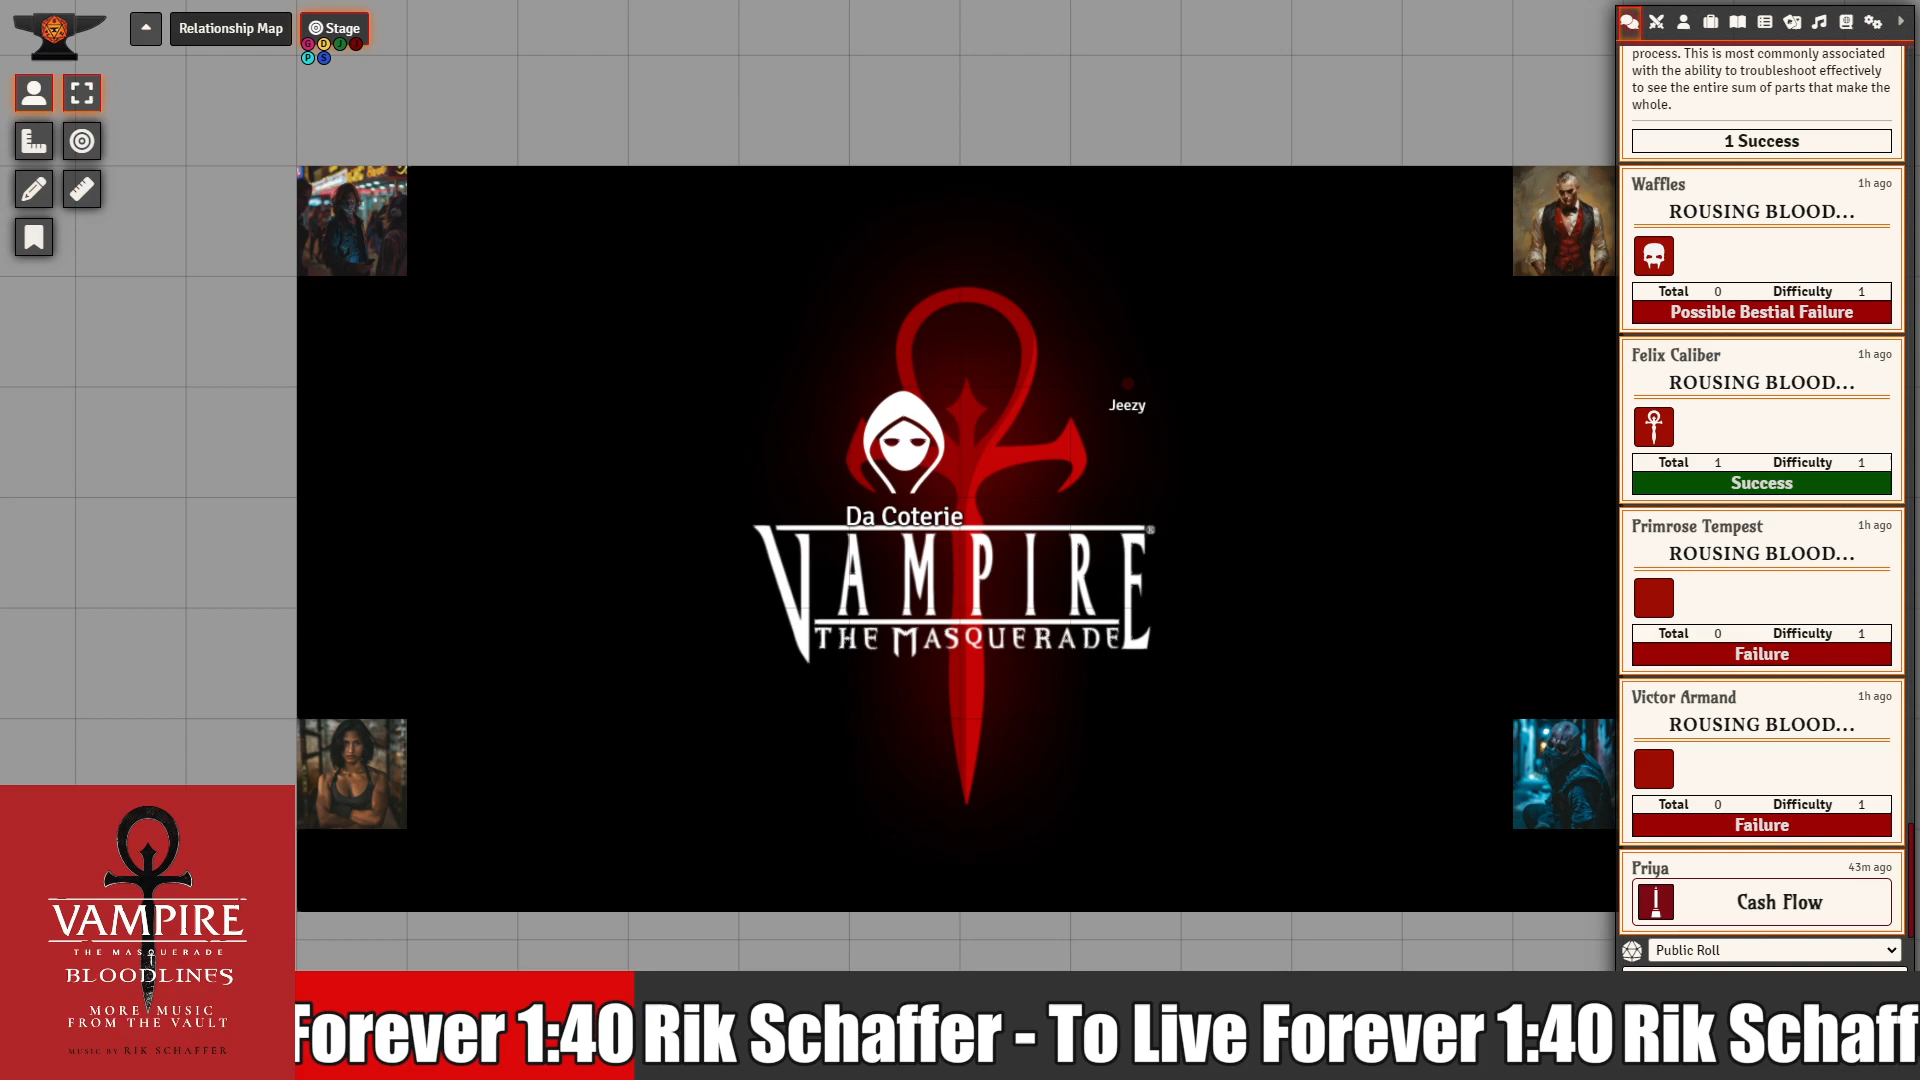 Relationship Map
Stage
G D J J
P S
process. This is most commonly associated
with the ability to troubleshoot effectively
to see the entire sum of parts that make the
whole.
1 Success
Waffles 1h ago
ROUSING BLOOD...
Total 0 Difficulty 1
Possible Bestial Failure
Felix Caliber 1h ago
ROUSING BLOOD...
Total 1 Difficulty 1
Success
Primrose Tempest 1h ago
ROUSING BLOOD...
Total 0 Difficulty 1
Failure
Victor Armand 1h ago
ROUSING BLOOD...
Total 0 Difficulty 1
Failure
Priya 43m ago
Cash Flow
Public Roll
Jeezy
Da Coterie
VAMPIRE®
THE MASQUERADE
VAMPIRE
THE MASQUERADE
BLOODLINES
MORE MUSIC
FROM THE VAULT
MUSIC BY RIK SCHAFFER
Forever 1:40 Rik Schaffer - To Live Forever 1:40 Rik Schaff